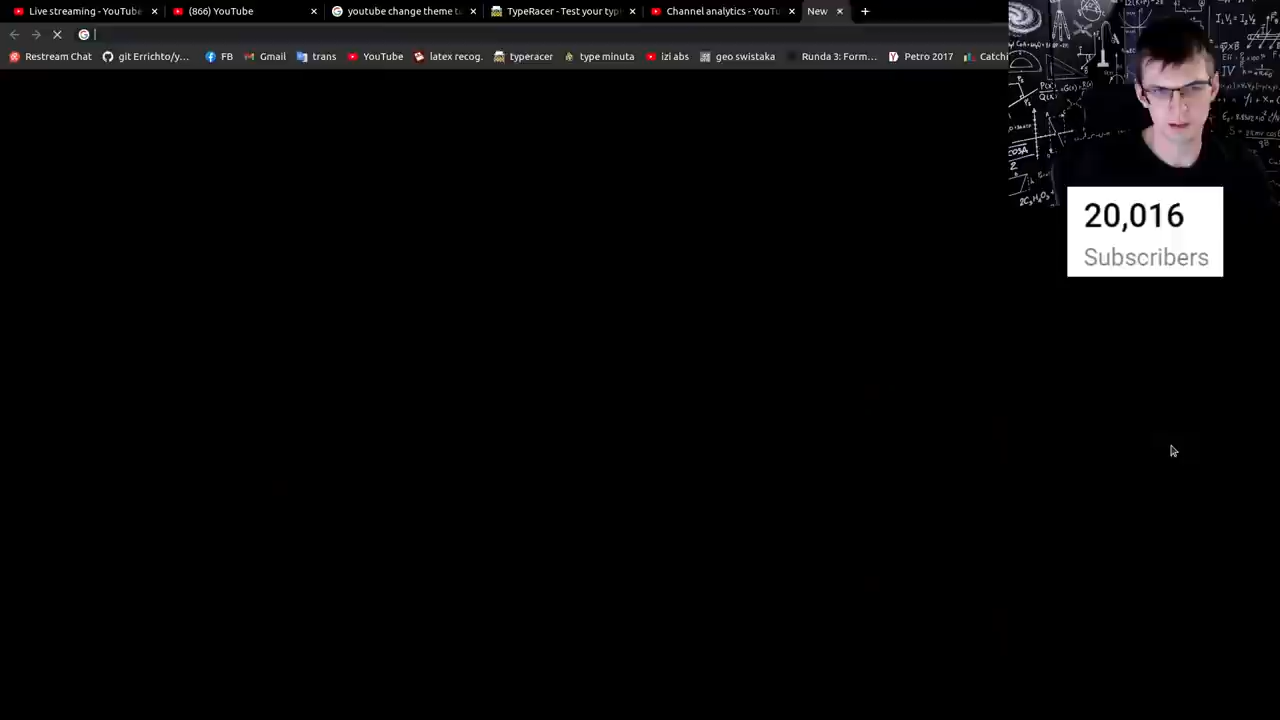 Live streaming - YouTube
(866) YouTube
youtube change theme t
TypeRacer - Test your typ
Channel analytics - YouTu
New
Restream Chat
git Errichto/y...
FB
Gmail
trans
YouTube
latex recog.
typeracer
type minuta
izi abs
geo swistaka
Runda 3: Form...
Petro 2017
Catchi
20,016
Subscribers